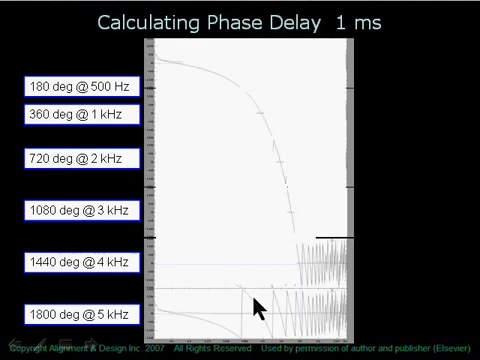 Calculating Phase Delay 1 ms
180 deg @ 500 Hz
360 deg @ 1 kHz
720 deg @ 2 kHz
1080 deg @ 3 kHz
1440 deg @ 4 kHz
1800 deg @ 5 kHz
Copyright Alignment & Design Inc. 2007 All Rights Reserved Used by permission of author and publisher (Elsevier)